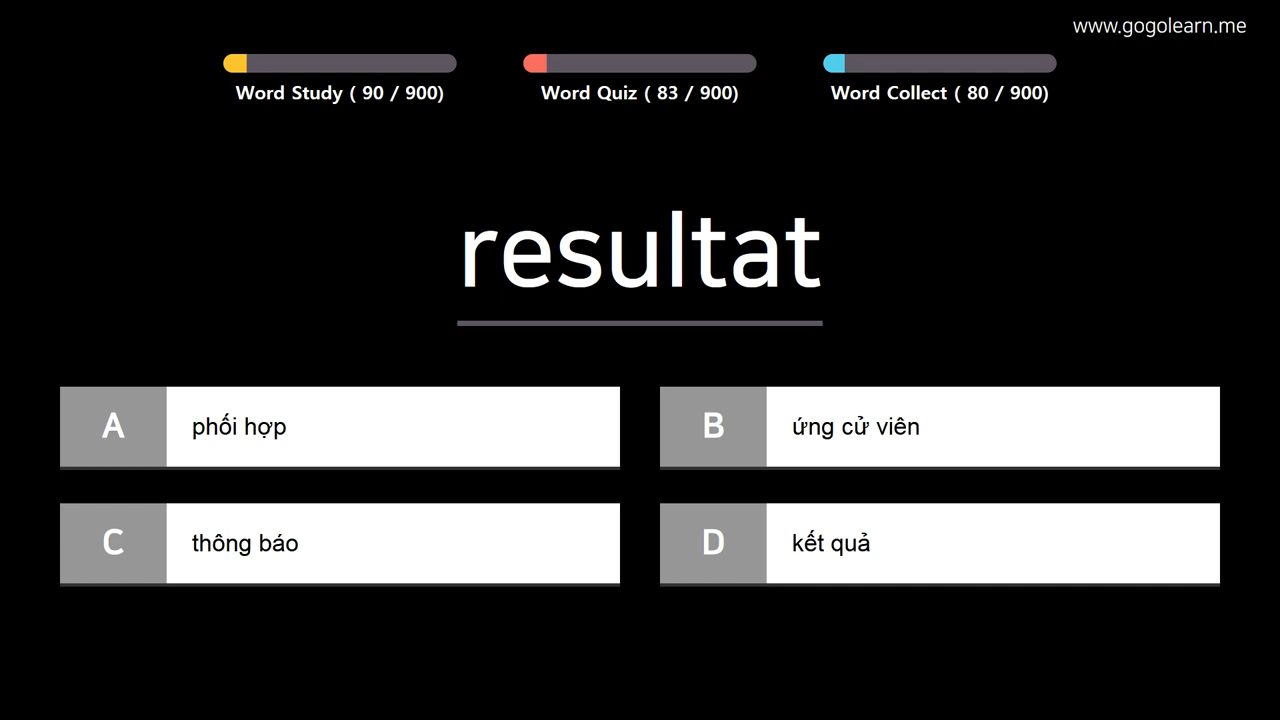 www.gogolearn.me
Word Study ( 90 / 900)
Word Quiz ( 83 / 900)
Word Collect ( 80 / 900)
resultat
A phối hợp
B ứng cử viên
C thông báo
D kết quả